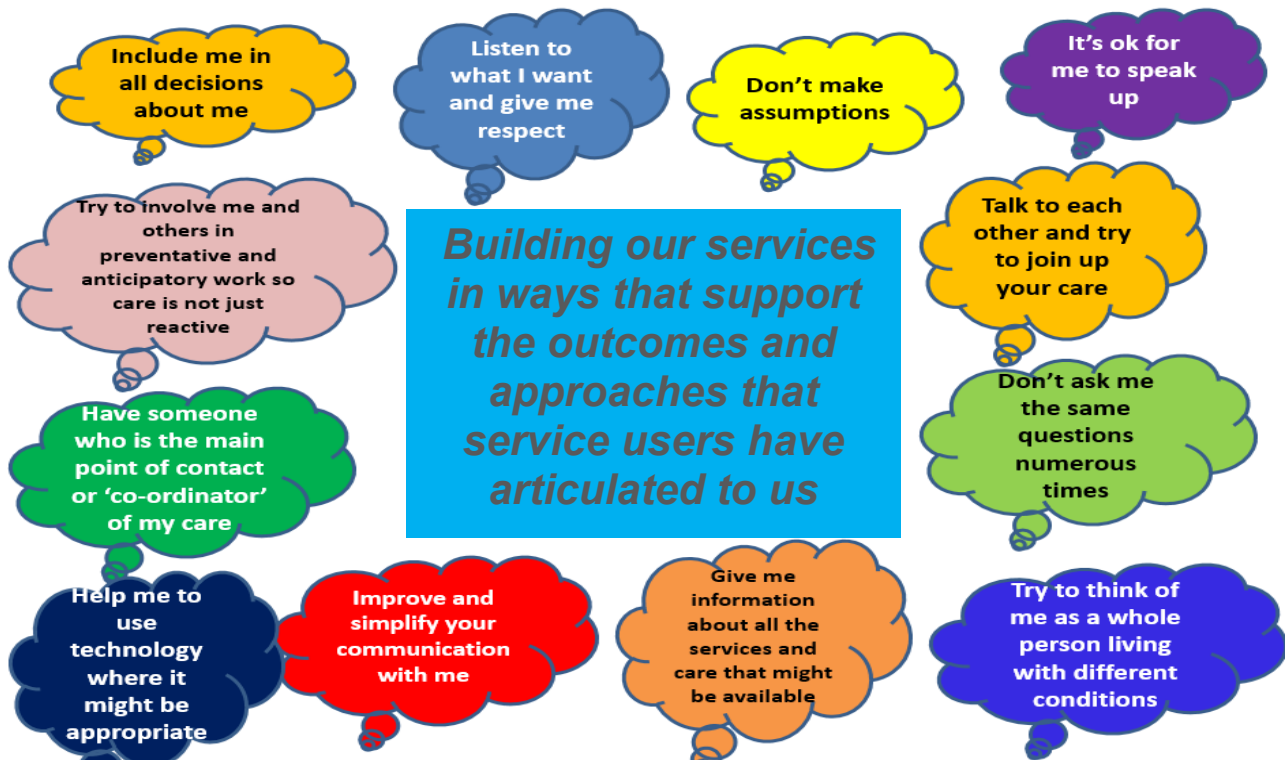 Include me in
all decisions
about me
Listen to
what I want
and give me
respect
Don't make
assumptions
It's ok for
me to speak
up
Try to involve me and
others in
preventative and
anticipatory work so
care is not just
reactive
Building our services
in ways that support
the outcomes and
approaches that
service users have
articulated to us
Talk to each
other and try
to join up
your care
Have someone
who is the main
point of contact
or ‘co-ordinator’
of my care
Don't ask me
the same
questions
numerous
times
Help me to
use
technology
where it
might be
appropriate
Improve and
simplify your
communication
with me
Give me
information
about all the
services and
care that might
be available
Try to think of
me as a whole
person living
with different
conditions